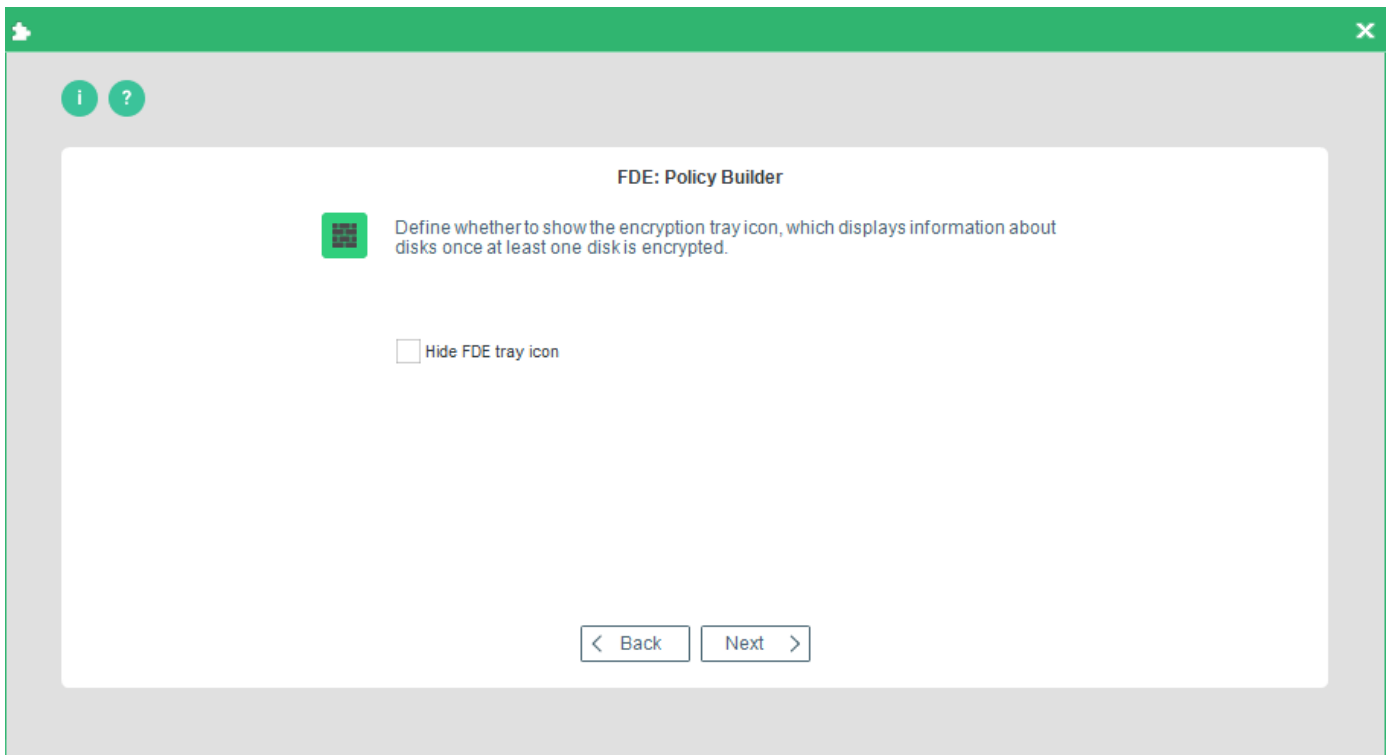 i ?
FDE: Policy Builder
Define whether to show the encryption tray icon, which displays information about
disks once at least one disk is encrypted.
Hide FDE tray icon
Back Next